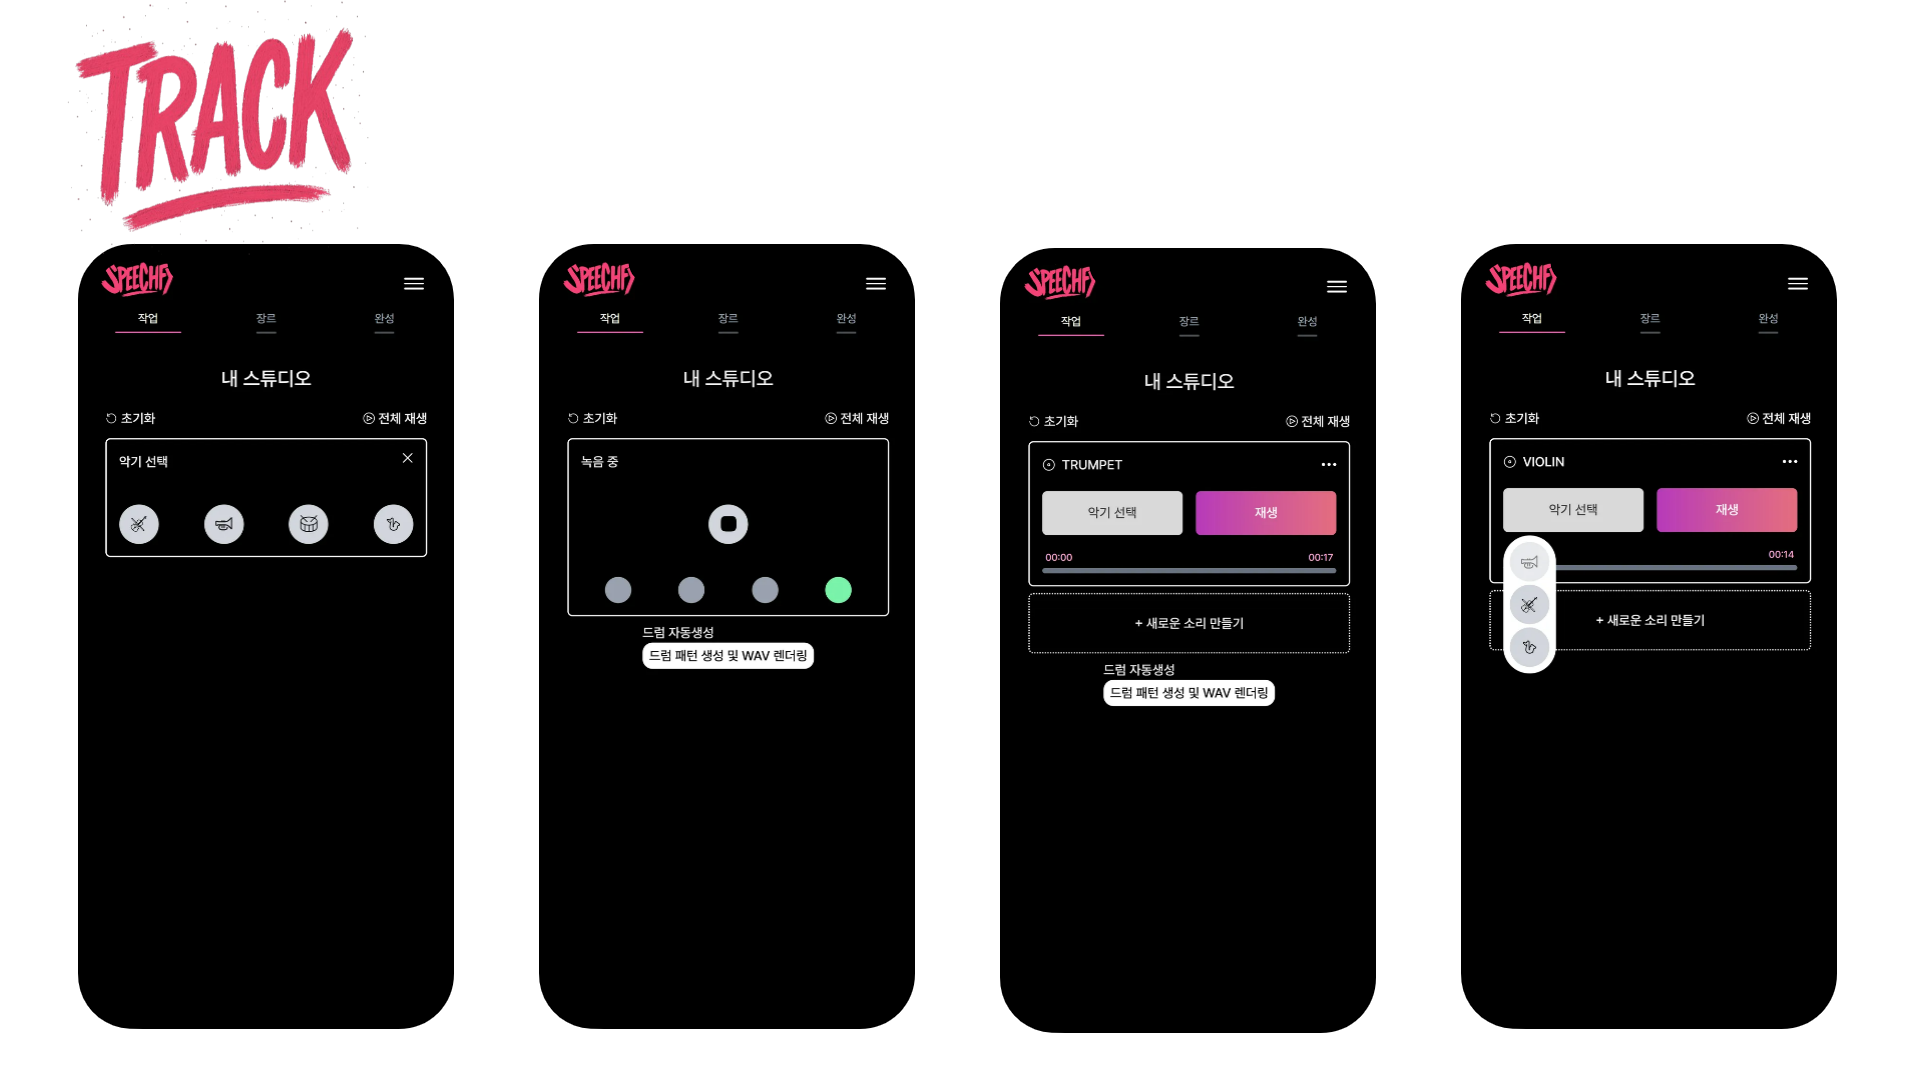 TRACK
SPEECHFY
작업
장르
완성
내 스튜디오
초기화
전체 재생
악기 선택
SPEECHFY
작업
장르
완성
내 스튜디오
초기화
전체 재생
녹음 중
드럼 자동생성
드럼 패턴 생성 및 WAV 렌더링
SPEECHFY
작업
장르
완성
내 스튜디오
초기화
전체 재생
TRUMPET
악기 선택
재생
00:00
00:17
+ 새로운 소리 만들기
드럼 자동생성
드럼 패턴 생성 및 WAV 렌더링
SPEECHFY
작업
장르
완성
내 스튜디오
초기화
전체 재생
VIOLIN
악기 선택
재생
00:14
+ 새로운 소리 만들기